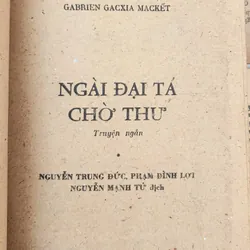 GABRIEN GACXIA MACKÉT
NGÀI ĐẠI TÁ
CHỜ THƯ
Truyện ngắn
NGUYỄN TRUNG ĐỨC, PHẠM ĐÌNH LỢI
NGUYỄN MẠNH TỨ dịch